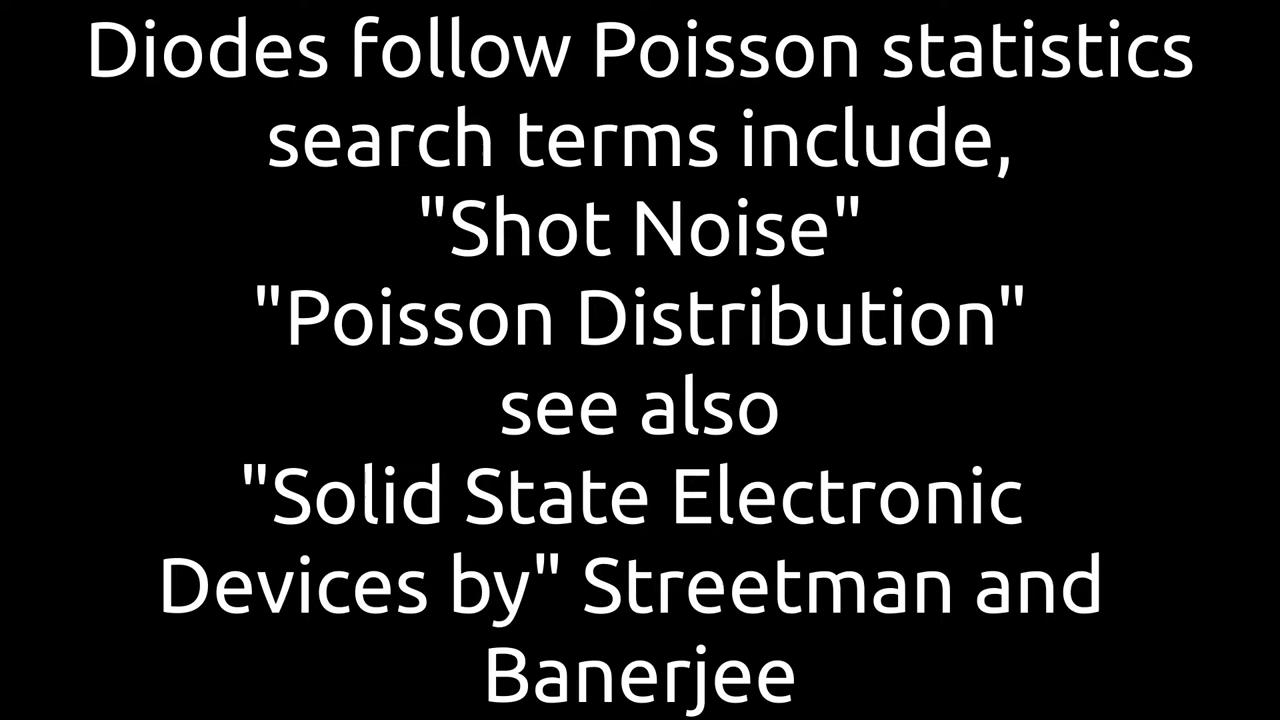 Diodes follow Poisson statistics
search terms include,
"Shot Noise"
"Poisson Distribution"
see also
"Solid State Electronic
Devices by" Streetman and
Banerjee